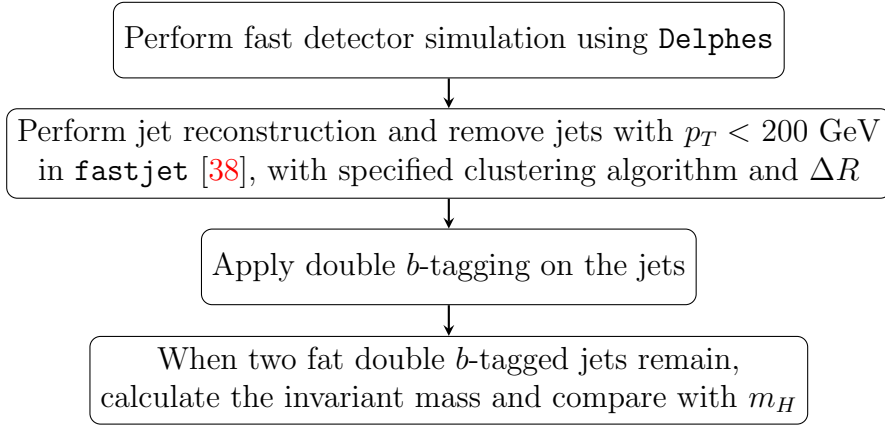 Perform fast detector simulation using Delphes
Perform jet reconstruction and remove jets with $p_T < 200$ GeV
in fastjet [38], with specified clustering algorithm and $\Delta R$
Apply double $b$-tagging on the jets
When two fat double $b$-tagged jets remain,
calculate the invariant mass and compare with $m_H$